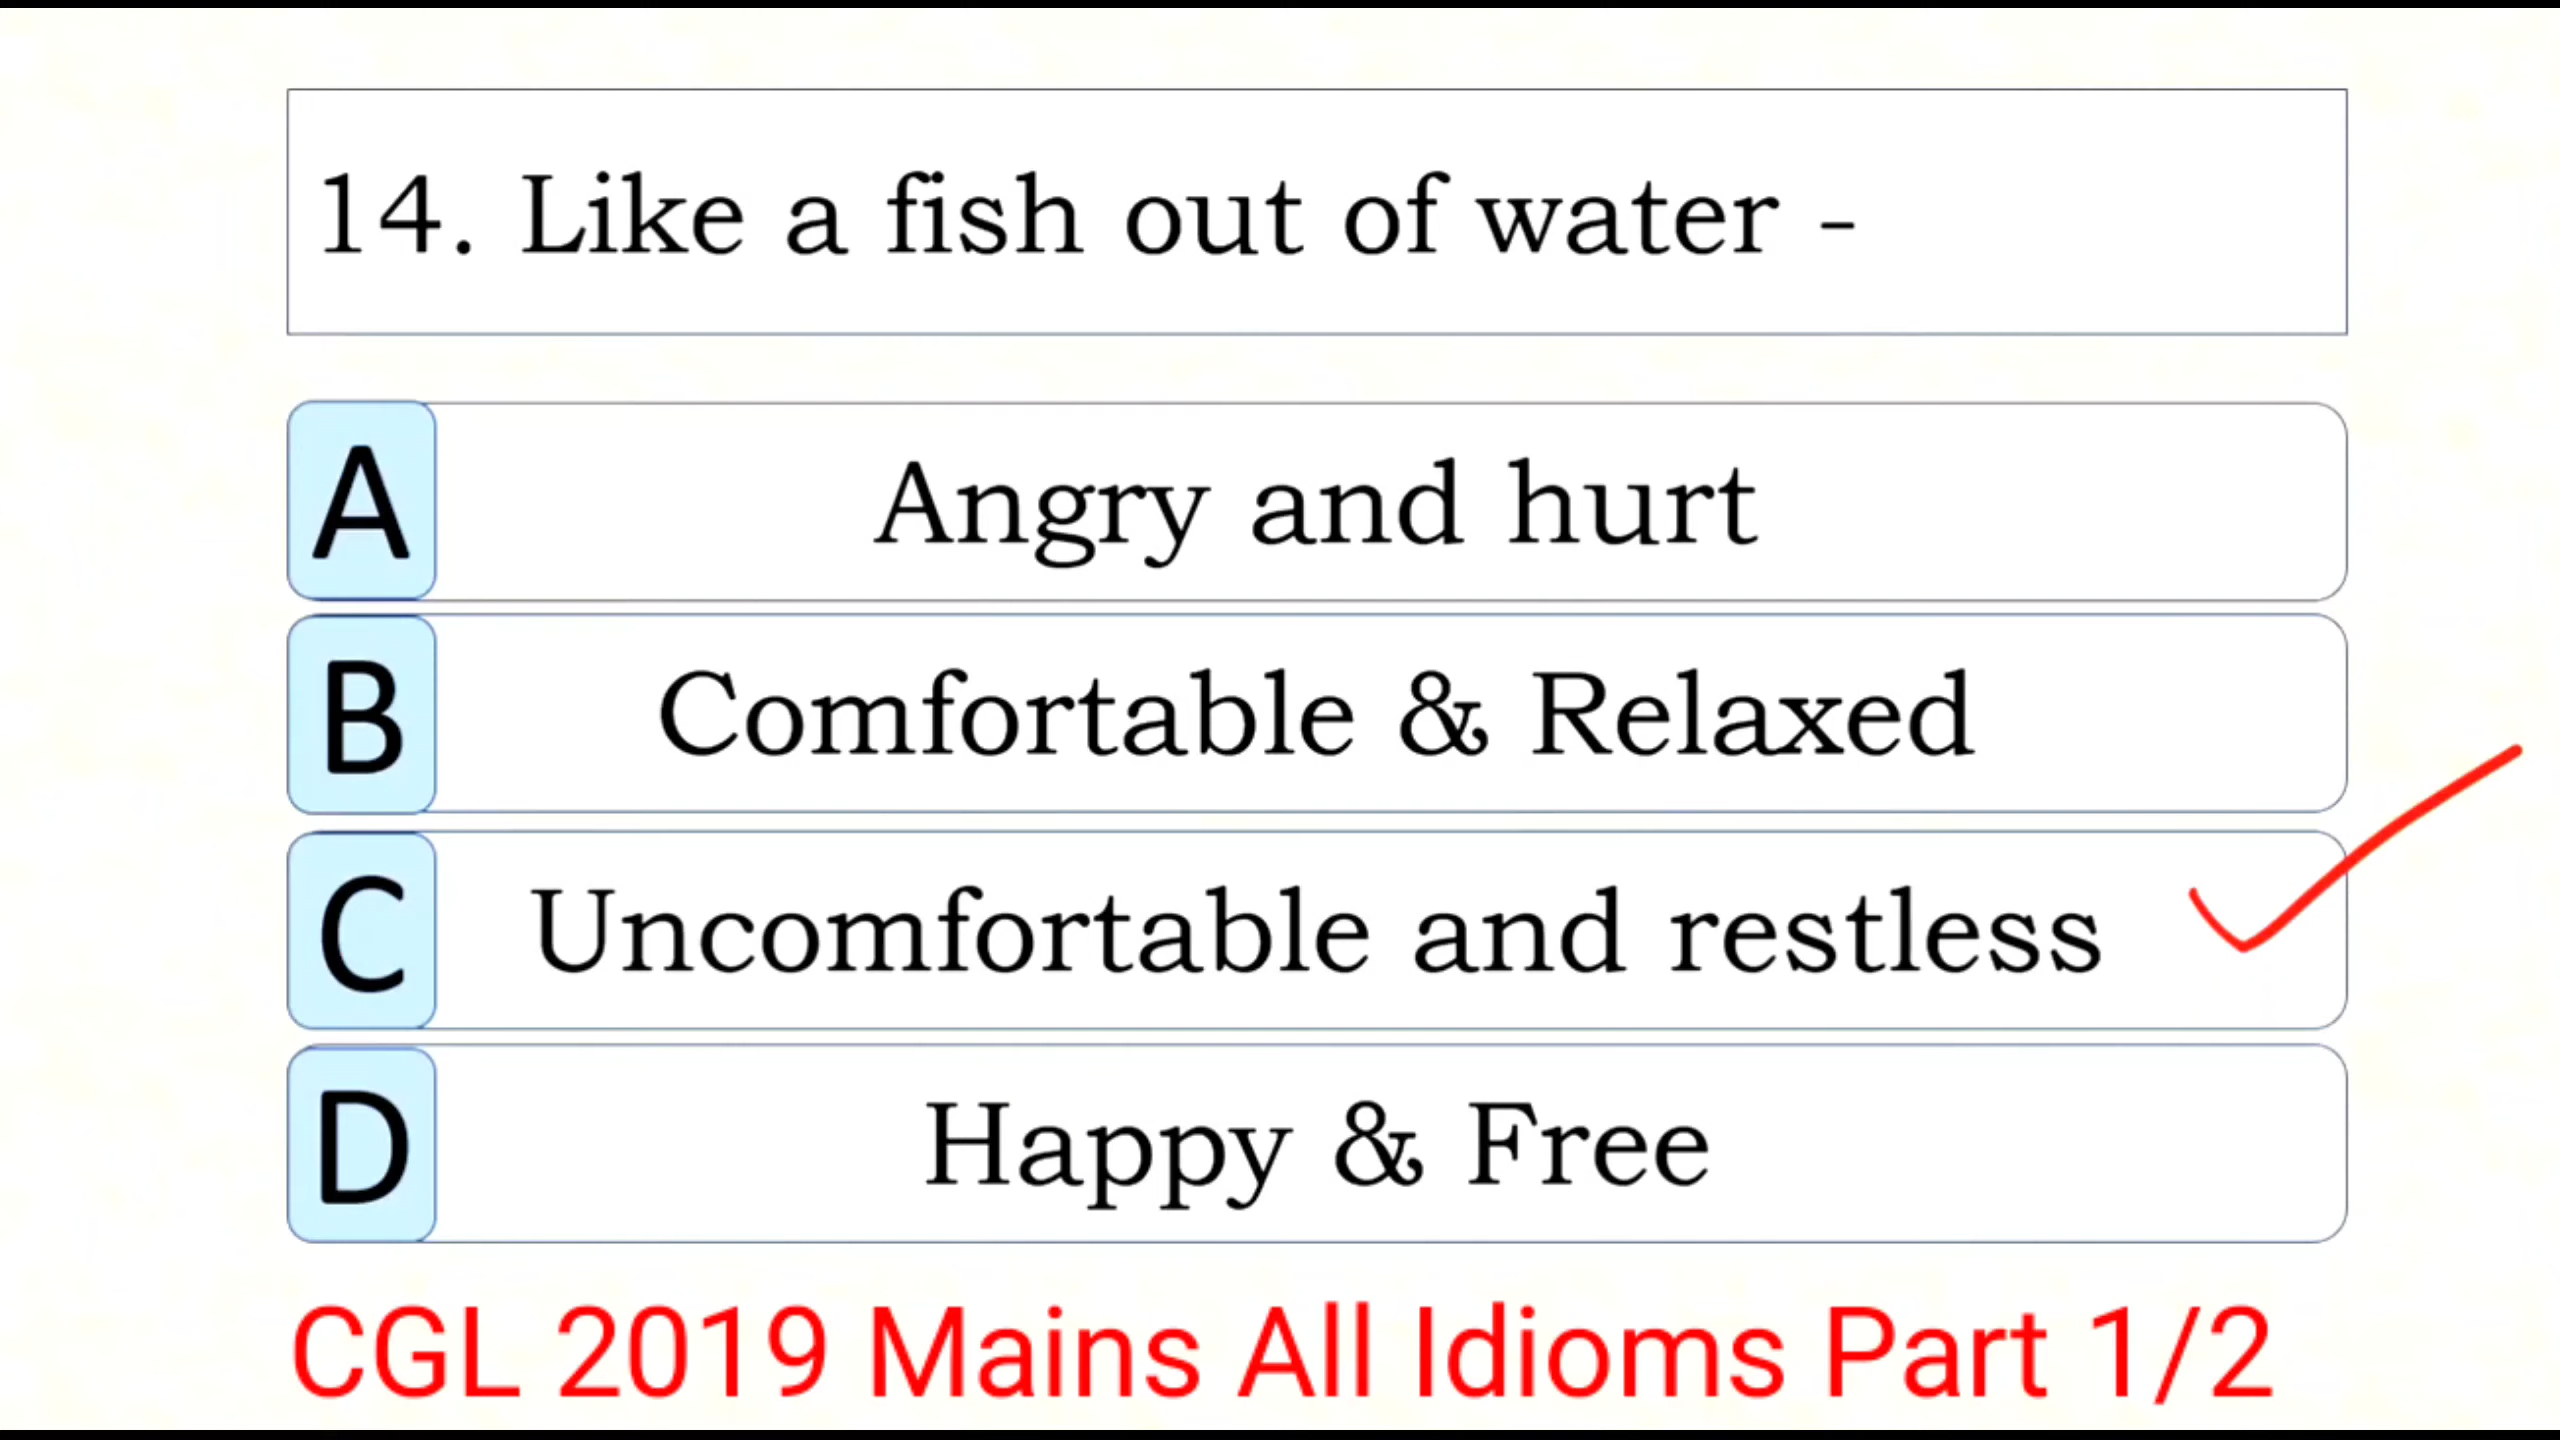 14. Like a fish out of water -
A Angry and hurt
B Comfortable & Relaxed
C Uncomfortable and restless
D Happy & Free
CGL 2019 Mains All Idioms Part 1/2